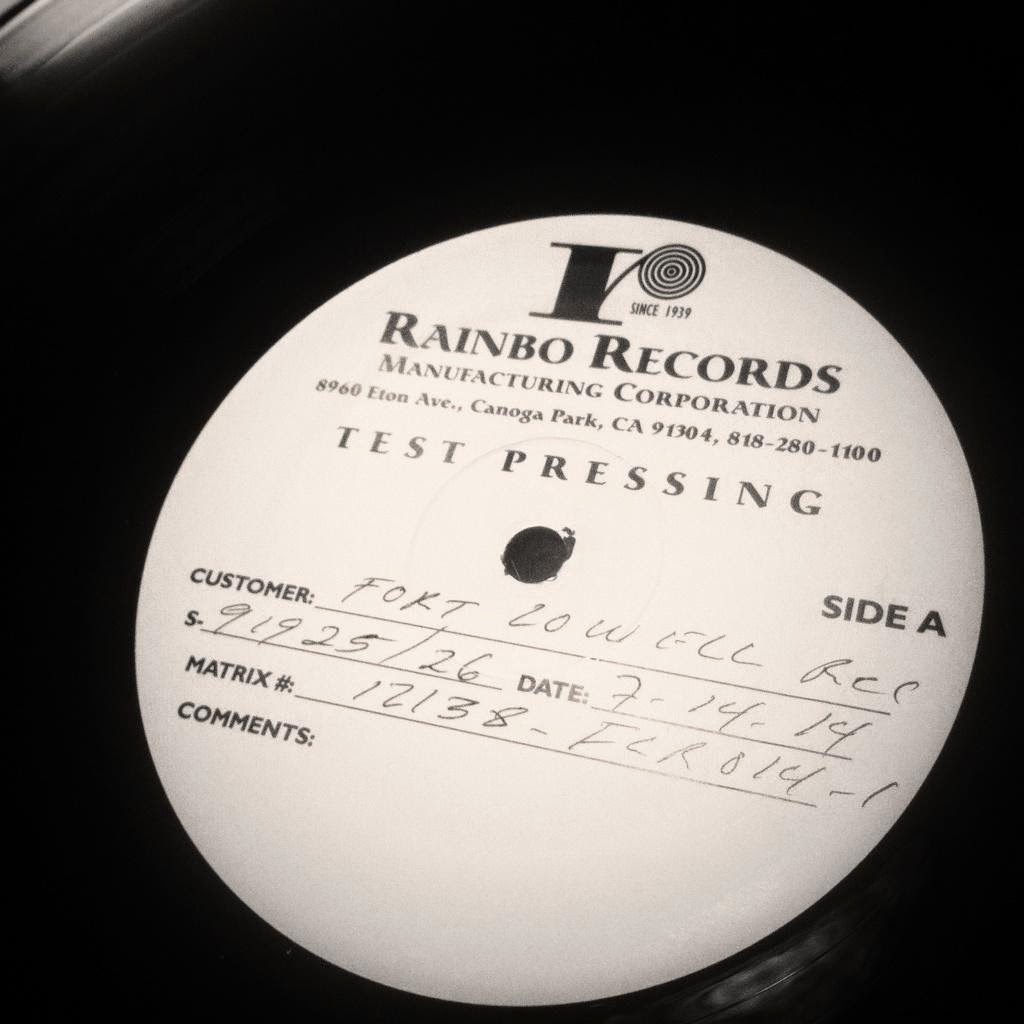 r
SINCE 1939
RAINBO RECORDS
MANUFACTURING CORPORATION
8960 Eton Ave., Canoga Park, CA 91304, 818-280-1100
TEST PRESSING
SIDE A
CUSTOMER: FORT LOWELL REC
S- 91925/26 DATE: 7-14-14
MATRIX #: 12138-FLR014-1
COMMENTS: